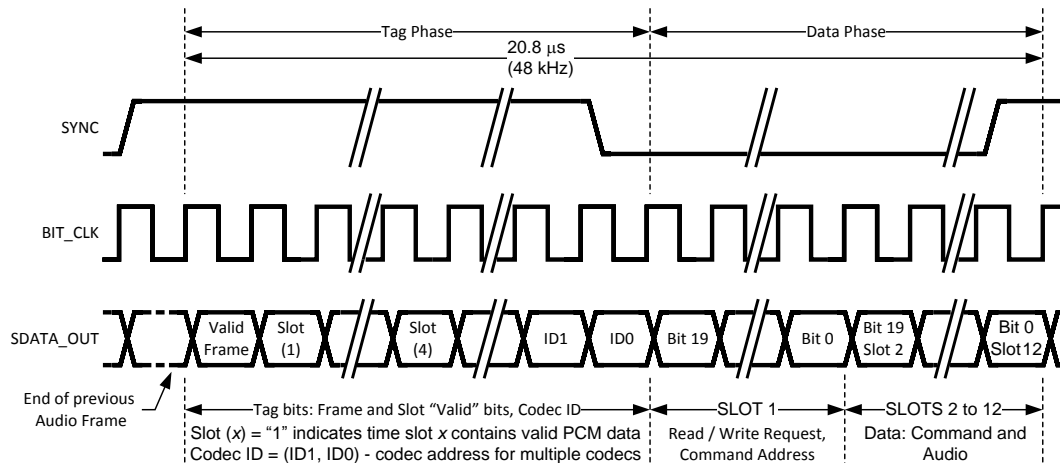 Tag Phase
Data Phase
20.8 μs
(48 kHz)
SYNC
BIT_CLK
SDATA_OUT
Valid
Frame
Slot
(1)
Slot
(4)
ID1
ID0
Bit 19
Bit 0
Bit 19
Slot 2
Bit 0
Slot12
End of previous
Audio Frame
Tag bits: Frame and Slot “Valid” bits, Codec ID
Slot (x) = “1” indicates time slot x contains valid PCM data
Codec ID = (ID1, ID0) - codec address for multiple codecs
SLOT 1
Read / Write Request,
Command Address
SLOTS 2 to 12
Data: Command and
Audio